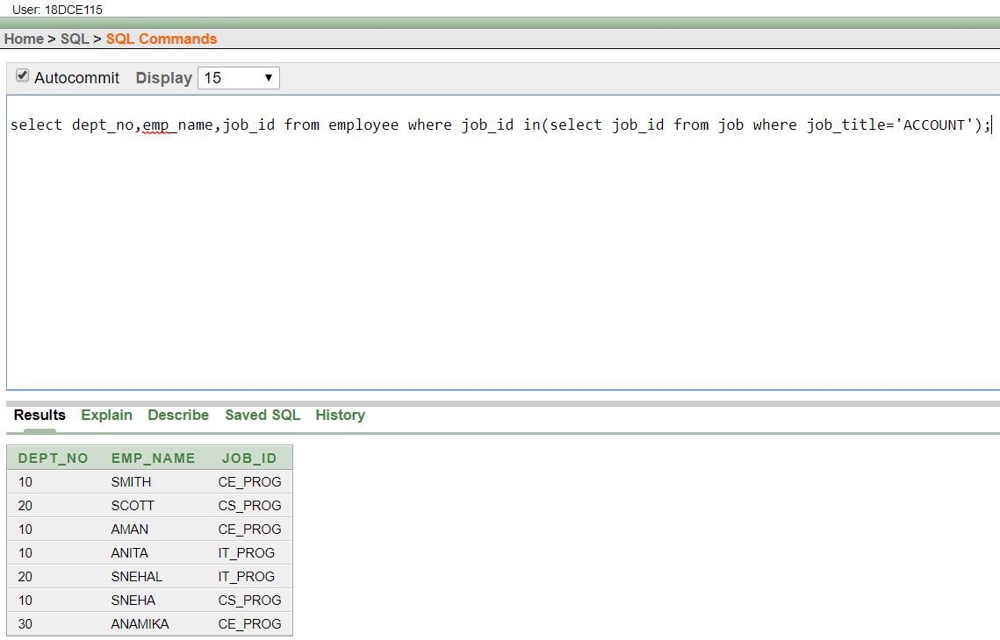 User: 18DCE115
Home > SQL > SQL Commands
Autocommit Display 15
select dept_no,emp_name,job_id from employee where job_id in(select job_id from job where job_title='ACCOUNT');
Results Explain Describe Saved SQL History
DEPT_NO EMP_NAME JOB_ID
10 SMITH CE_PROG
20 SCOTT CS_PROG
10 AMAN CE_PROG
10 ANITA IT_PROG
20 SNEHAL IT_PROG
10 SNEHA CS_PROG
30 ANAMIKA CE_PROG